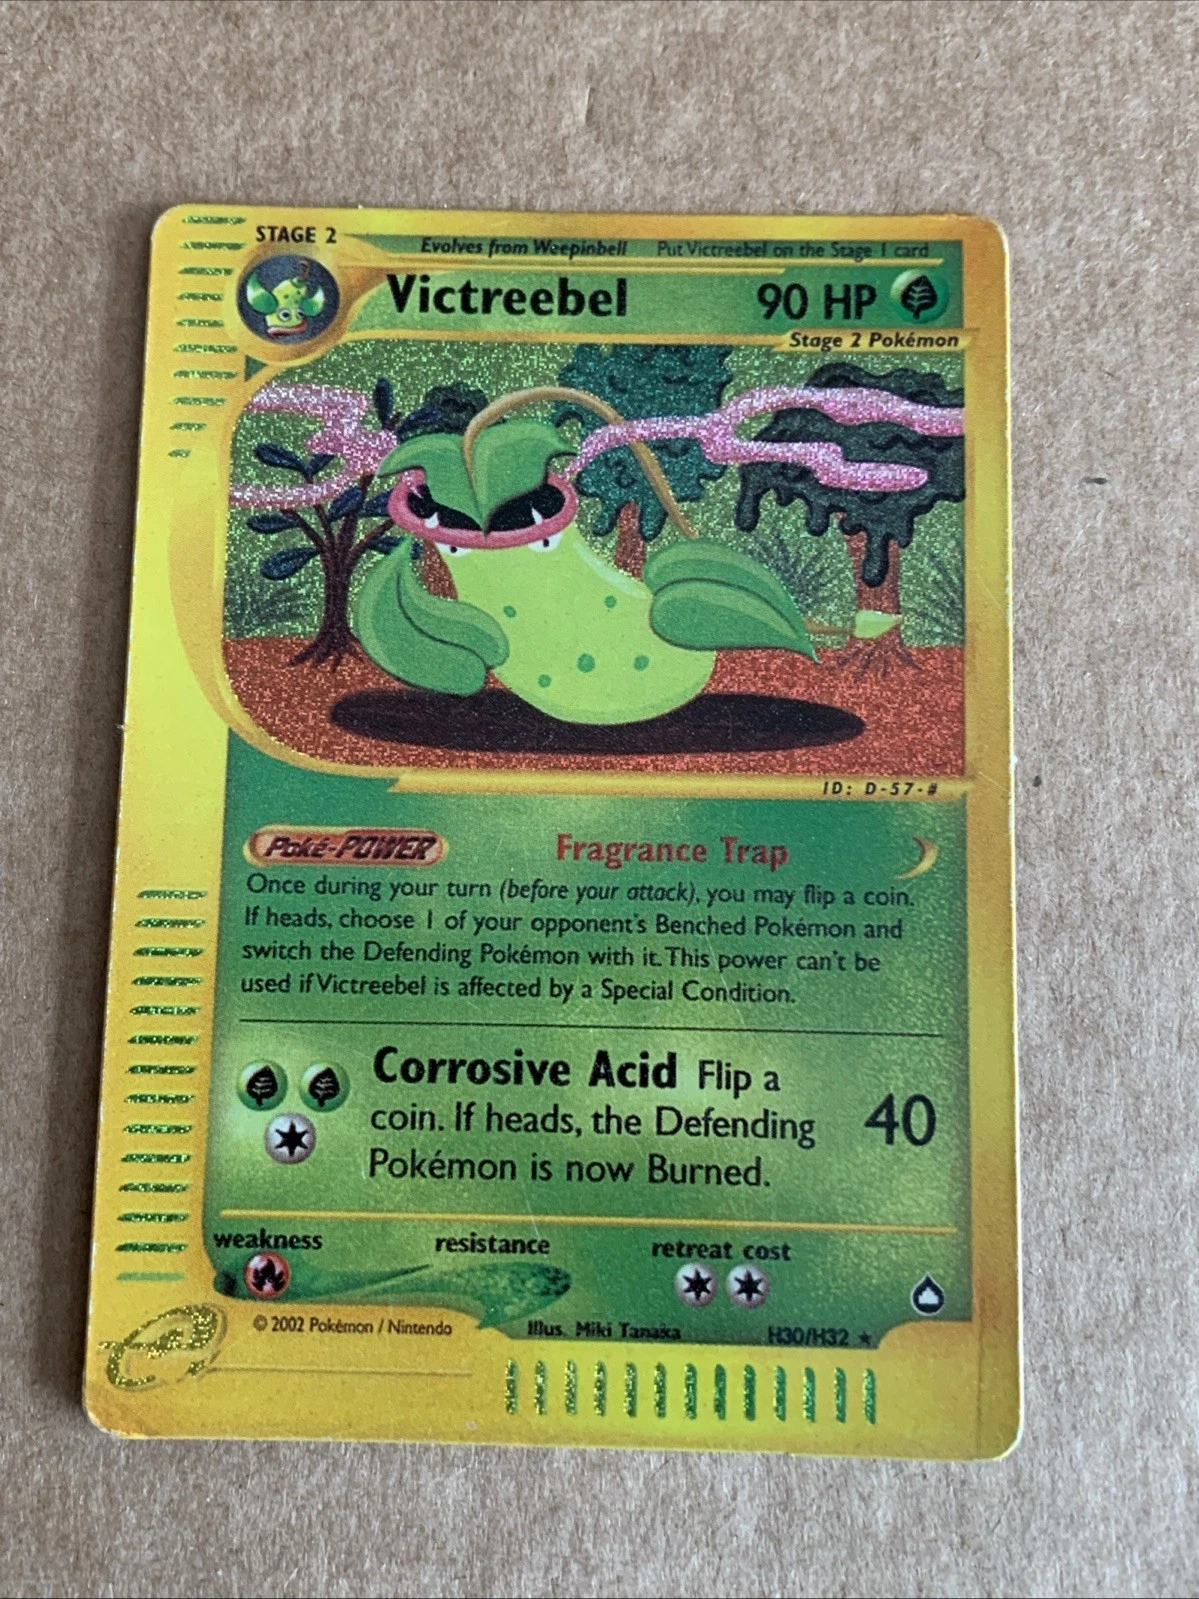 STAGE 2
Evolves from Weepinbell Put Victreebel on the Stage 1 card
Victreebel 90 HP
Stage 2 Pokémon
ID: D-57-#
Poké-POWER Fragrance Trap
Once during your turn (before your attack), you may flip a coin.
If heads, choose 1 of your opponent's Benched Pokémon and
switch the Defending Pokémon with it. This power can't be
used if Victreebel is affected by a Special Condition.
Corrosive Acid Flip a
coin. If heads, the Defending 40
Pokémon is now Burned.
weakness resistance retreat cost
© 2002 Pokémon / Nintendo Illus. Miki Tanaka H30/H32 ★